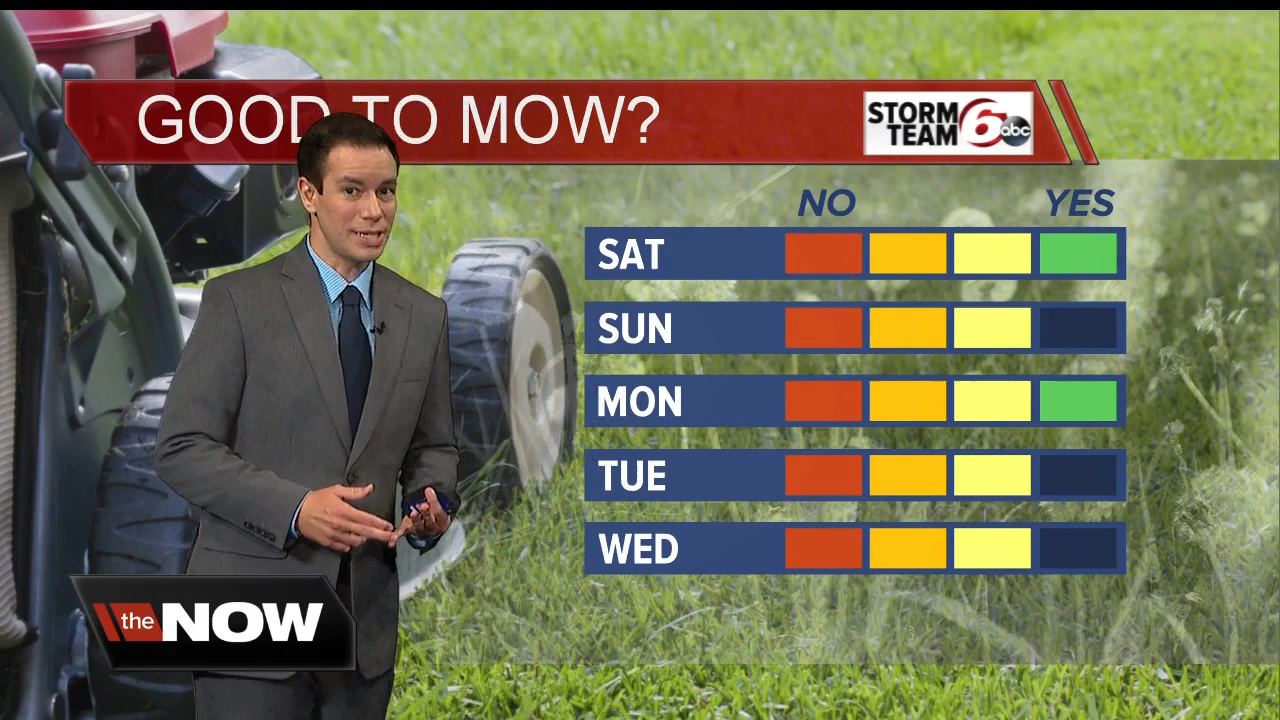 GOOD TO MOW?
STORM
TEAM 6 abc
NO YES
SAT
SUN
MON
TUE
WED
the NOW